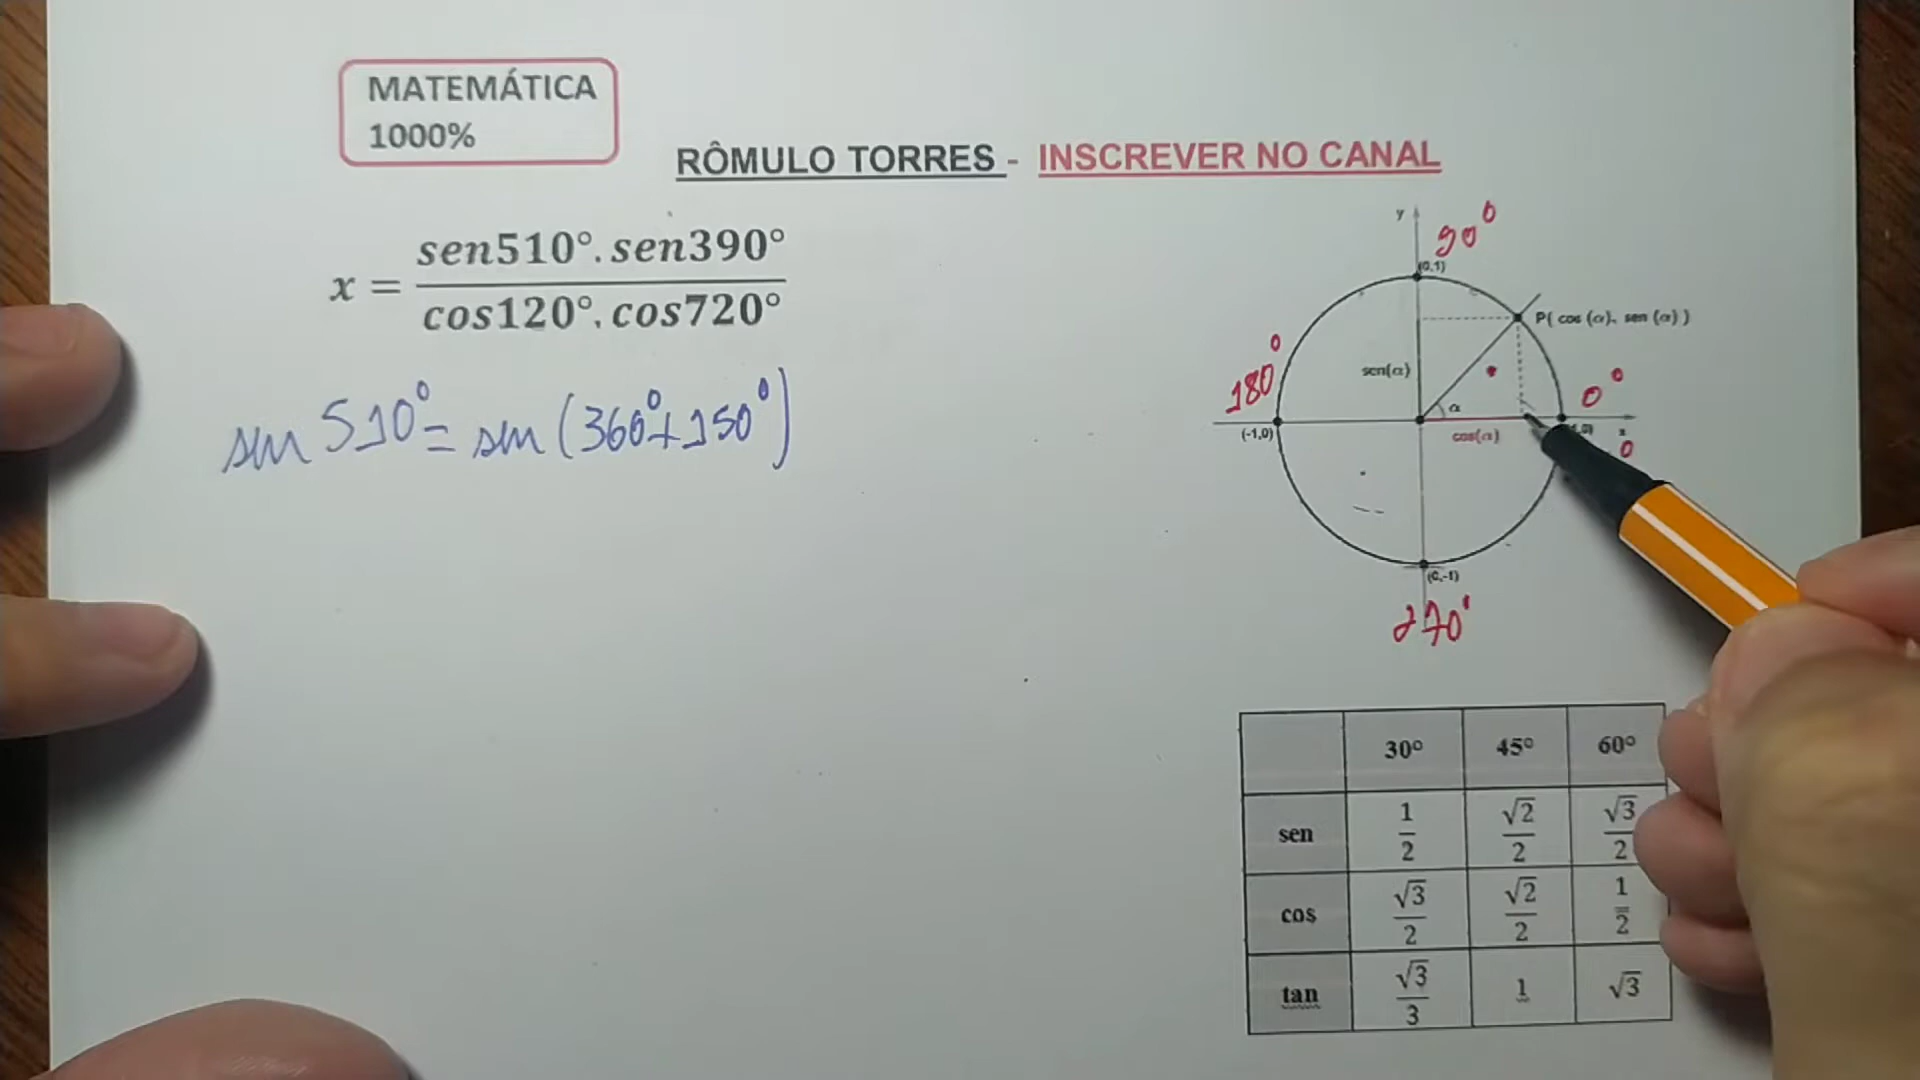 MATEMÁTICA
1000%
RÔMULO TORRES - INSCREVER NO CANAL
x = sen510°.sen390° / cos120°.cos720°
sen 510° = sen (360° + 150°)
y
90°
(0,1)
P( cos (α), sen (α) )
180°
sen(α)
α
0°
(-1,0)
cos(α)
x
(0,-1)
270°
30° 45° 60°
sen 1/2 √2/2 √3/2
cos √3/2 √2/2 1/2
tan √3/3 1 √3